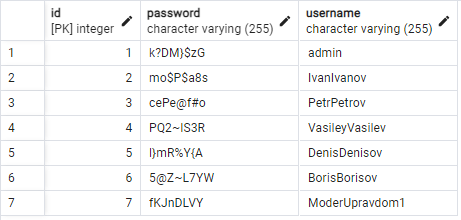 id password username
[PK] integer character varying (255) character varying (255)
1 1 k?DM}$zG admin
2 2 mo$P$a8s IvanIvanov
3 3 cePe@f#o PetrPetrov
4 4 PQ2~IS3R VasileyVasilev
5 5 I}mR%Y{A DenisDenisov
6 6 5@Z~L7YW BorisBorisov
7 7 fKJnDLVY ModerUpravdom1